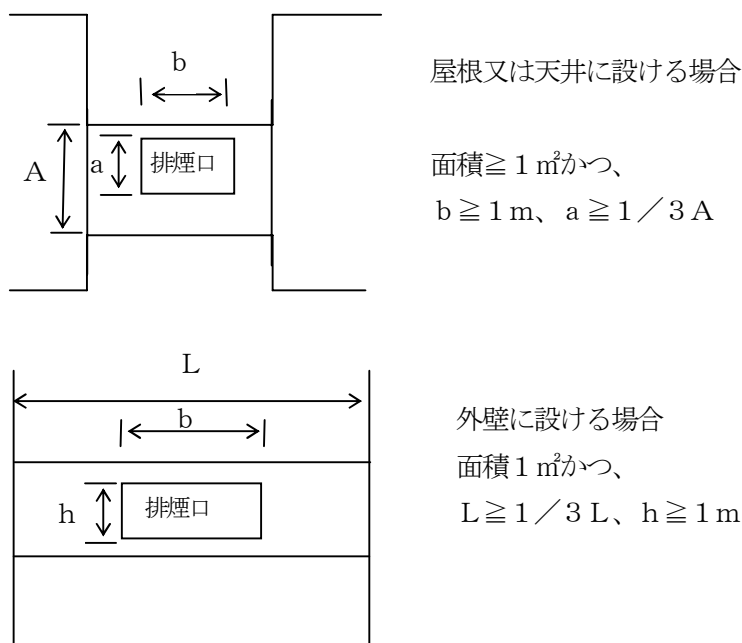 b
屋根又は天井に設ける場合
A
a
排煙口
面積≧１㎡かつ、
ｂ≧１ｍ、ａ≧１／３Ａ
L
b
外壁に設ける場合
面積１㎡かつ、
h
排煙口
Ｌ≧１／３Ｌ、ｈ≧１ｍ